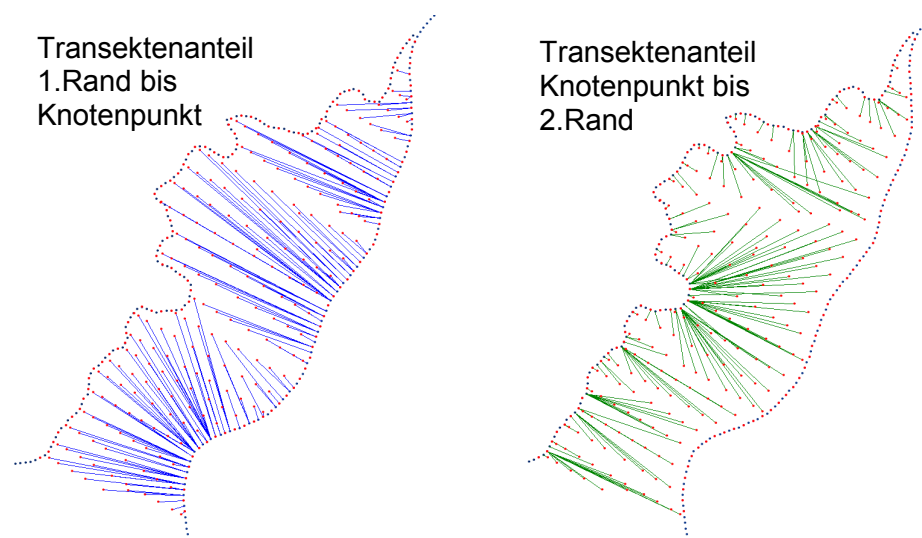 Transektenanteil
1.Rand bis
Knotenpunkt
Transektenanteil
Knotenpunkt bis
2.Rand